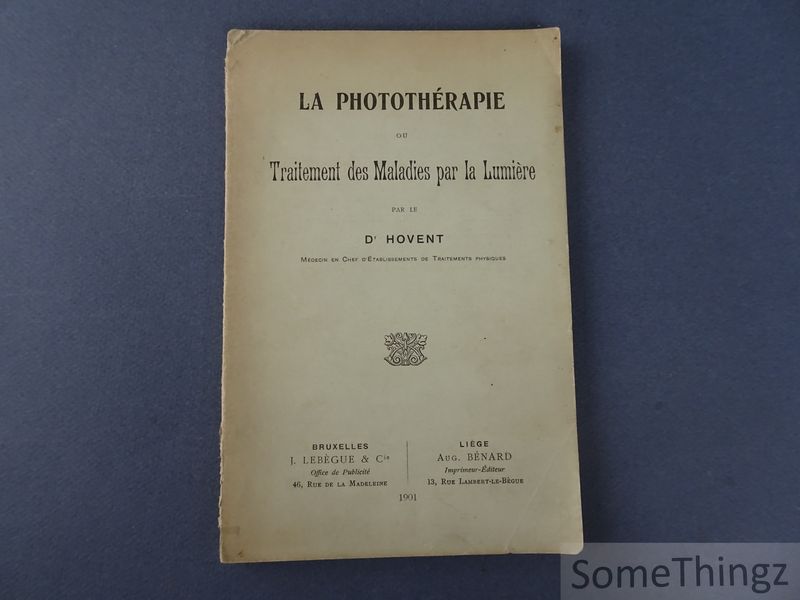 LA PHOTOTHÉRAPIE
OU
Traitement des Maladies par la Lumière
PAR LE
Dr HOVENT
MÉDECIN EN CHEF D'ÉTABLISSEMENTS DE TRAITEMENTS PHYSIQUES
BRUXELLES
J. LEBÈGUE & Cie
Office de Publicité
46, RUE DE LA MADELEINE
LIÈGE
AUG. BÉNARD
Imprimeur-Éditeur
13, RUE LAMBERT-LE-BÈGUE
1901
SomeThingz